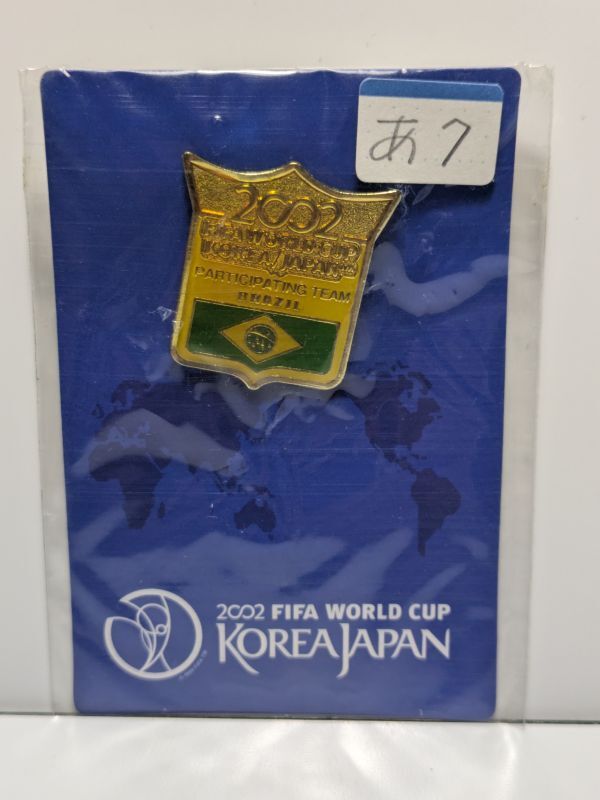 あ7
2002
FIFA WORLD CUP
KOREA/JAPAN
PARTICIPATING TEAM
BRAZIL
2002 FIFA WORLD CUP
KOREA JAPAN